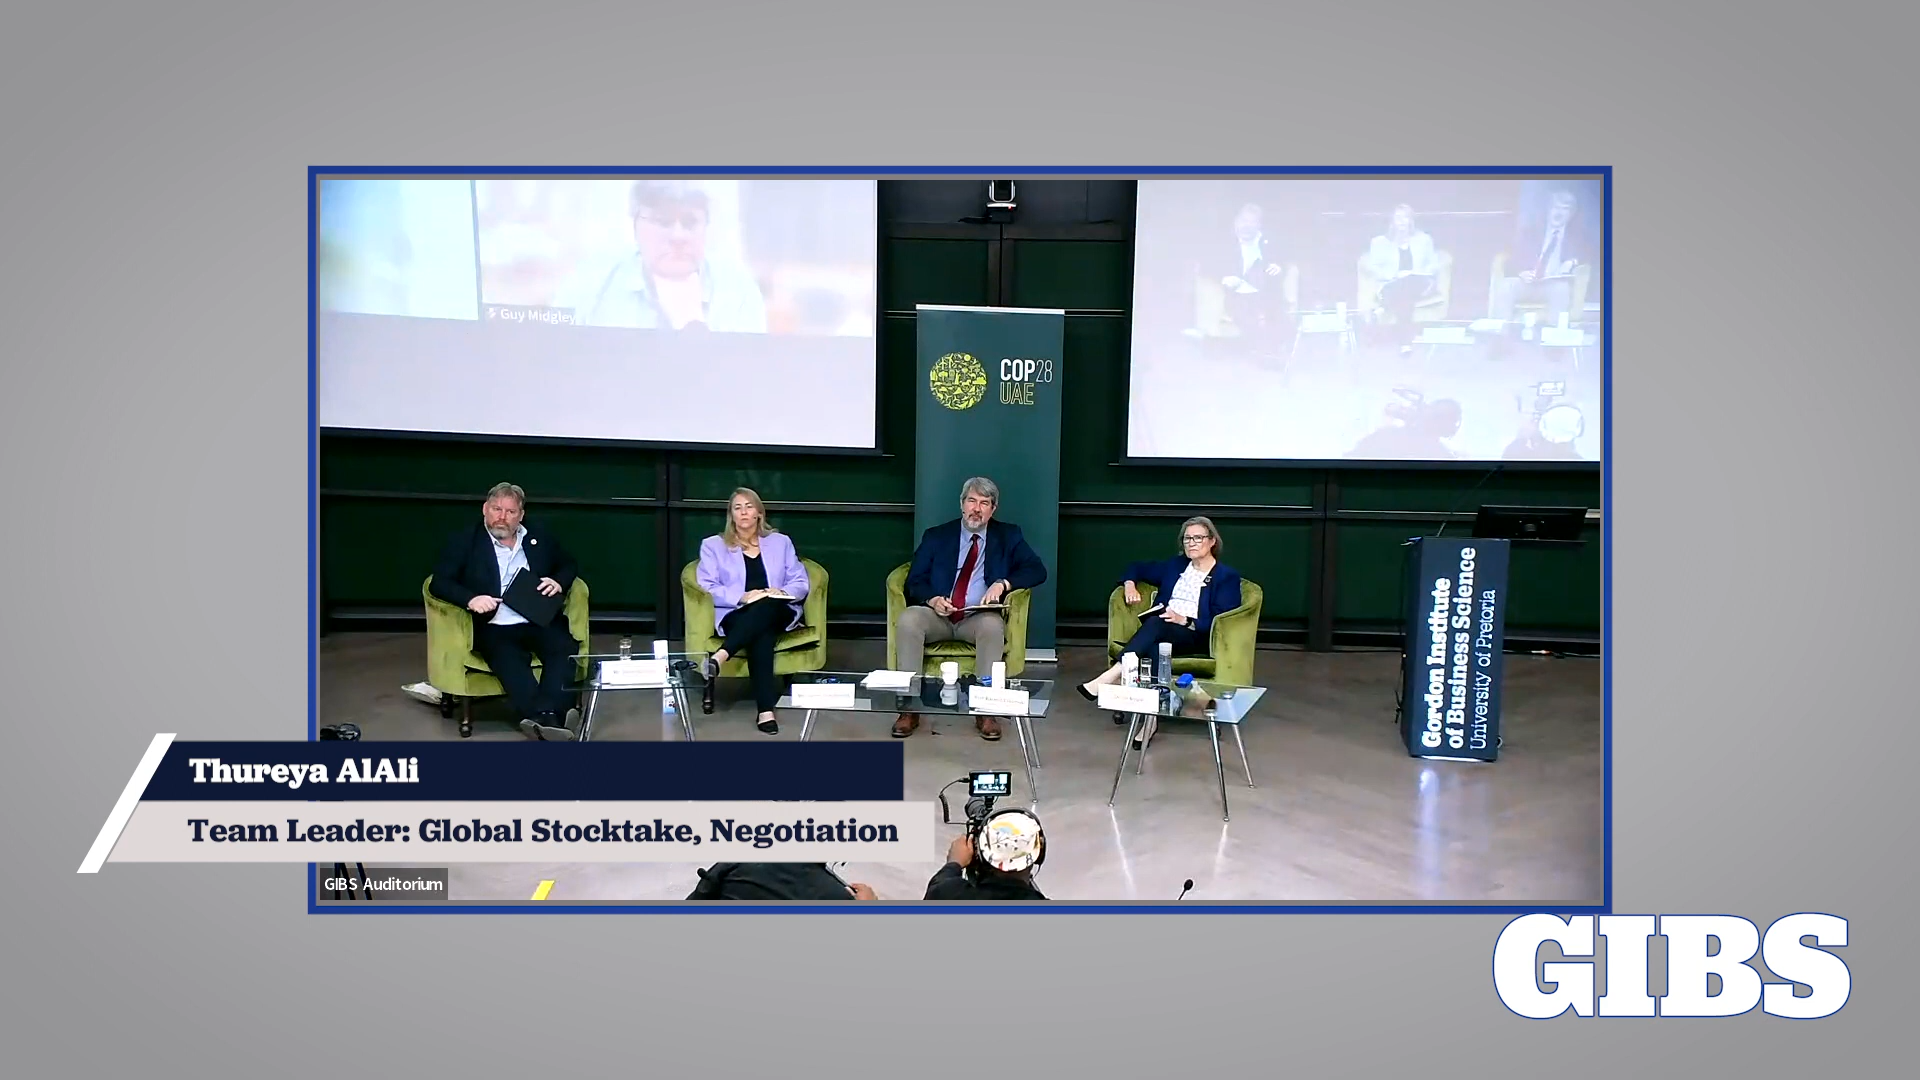 Guy Midgley
COP28
UAE
Gordon Institute
of Business Science
University of Pretoria
Thureya AlAli
Team Leader: Global Stocktake, Negotiation
GIBS Auditorium
GIBS